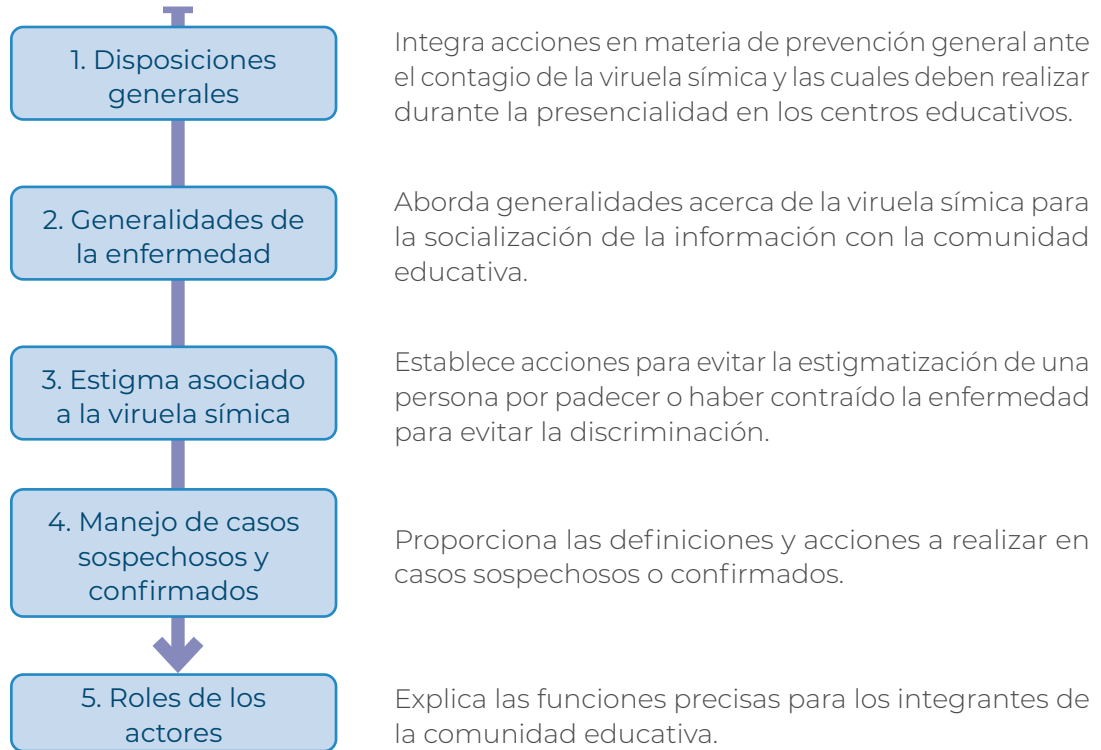 1. Disposiciones
generales
Integra acciones en materia de prevención general ante
el contagio de la viruela símica y las cuales deben realizar
durante la presencialidad en los centros educativos.
2. Generalidades de
la enfermedad
Aborda generalidades acerca de la viruela símica para
la socialización de la información con la comunidad
educativa.
3. Estigma asociado
a la viruela símica
Establece acciones para evitar la estigmatización de una
persona por padecer o haber contraído la enfermedad
para evitar la discriminación.
4. Manejo de casos
sospechosos y
confirmados
Proporciona las definiciones y acciones a realizar en
casos sospechosos o confirmados.
5. Roles de los
actores
Explica las funciones precisas para los integrantes de
la comunidad educativa.